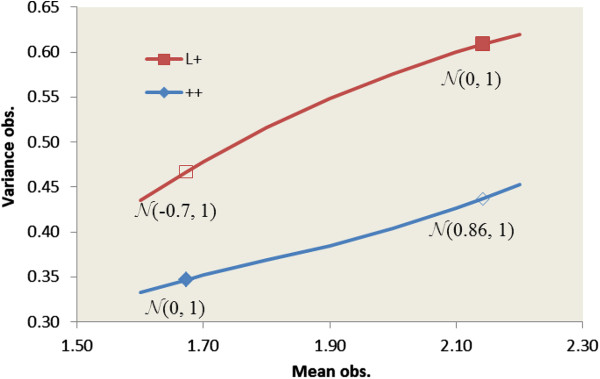 0.65
0.60
0.55
0.50
0.45
0.40
0.35
0.30
Variance obs.
L+
++
N(0, 1)
N(-0.7, 1)
N(0.86, 1)
N(0, 1)
1.50 1.70 1.90 2.10 2.30
Mean obs.